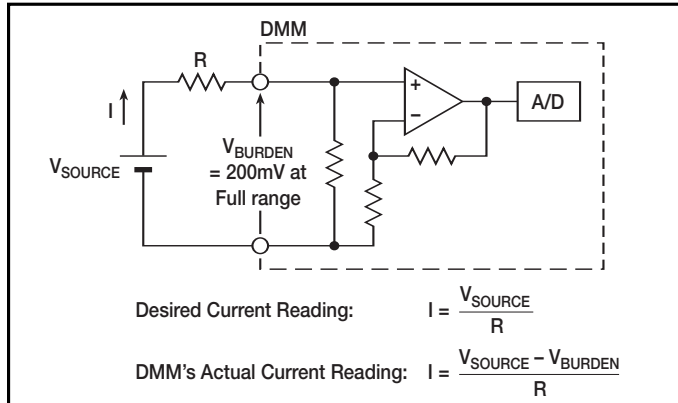 DMM
R
I
+
−
A/D
V_BURDEN
= 200mV at
Full range
V_SOURCE
Desired Current Reading: I = V_SOURCE / R
DMM's Actual Current Reading: I = V_SOURCE – V_BURDEN / R